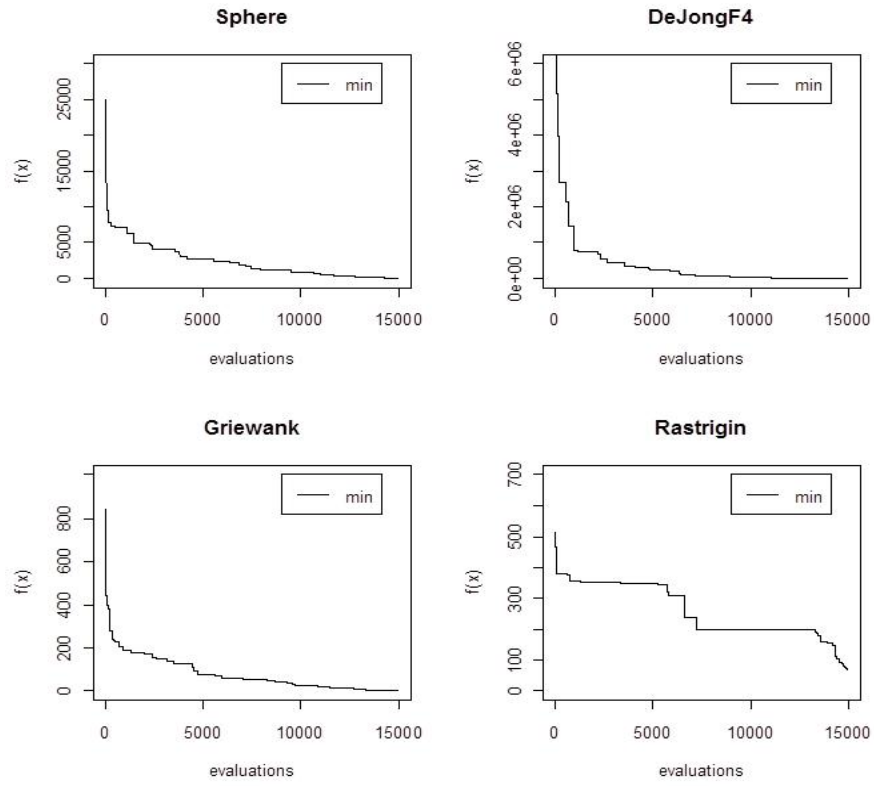 Sphere
f(x)
25000
15000
5000
0
min
0 5000 10000 15000
evaluations
DeJongF4
f(x)
6e+06
4e+06
2e+06
0e+00
min
0 5000 10000 15000
evaluations
Griewank
f(x)
800
600
400
200
0
min
0 5000 10000 15000
evaluations
Rastrigin
f(x)
700
500
300
100
0
min
0 5000 10000 15000
evaluations